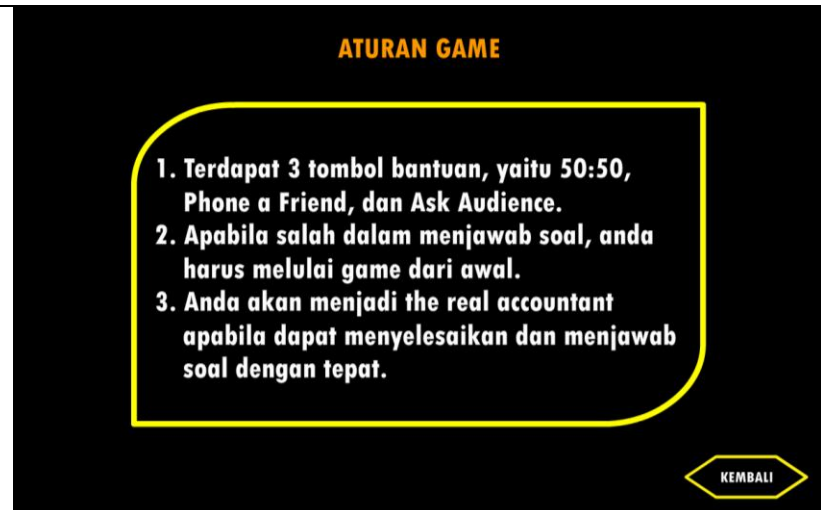 ATURAN GAME
1. Terdapat 3 tombol bantuan, yaitu 50:50,
Phone a Friend, dan Ask Audience.
2. Apabila salah dalam menjawab soal, anda
harus melulai game dari awal.
3. Anda akan menjadi the real accountant
apabila dapat menyelesaikan dan menjawab
soal dengan tepat.
KEMBALI